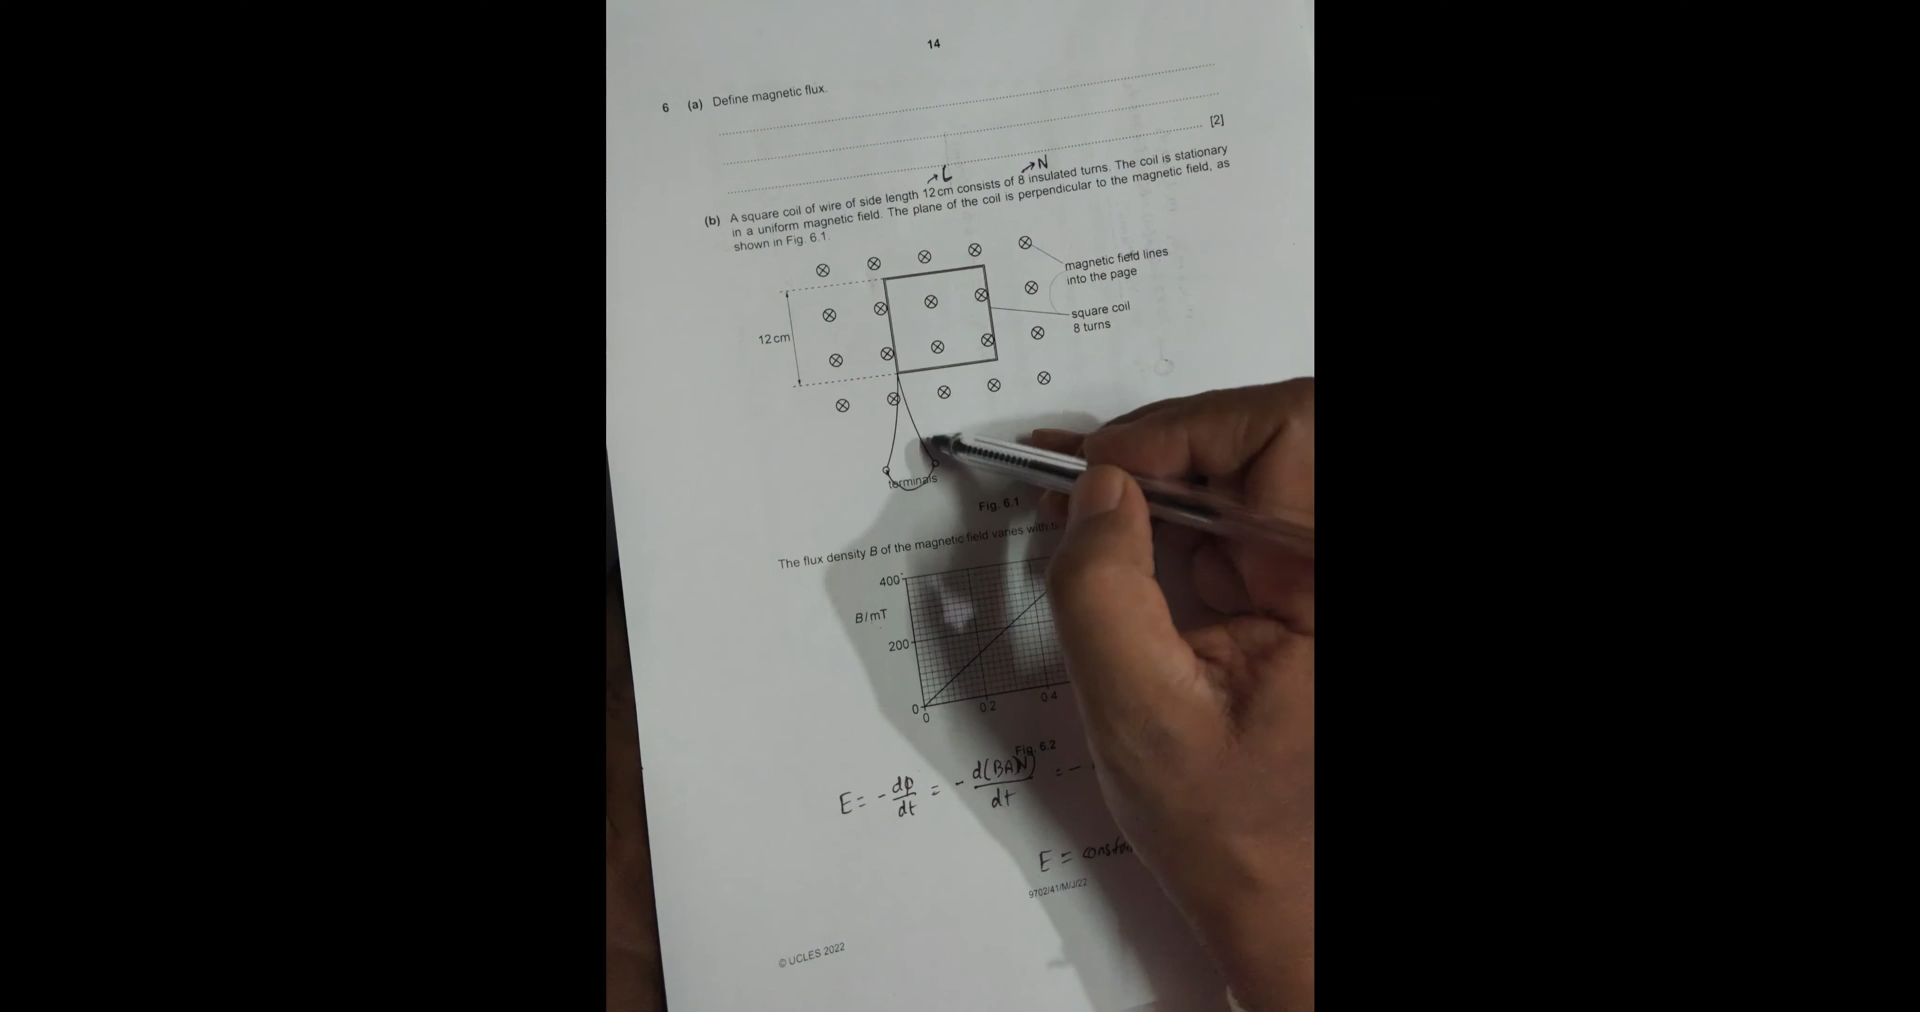 14
6 (a) Define magnetic flux.
[2]
L
N
(b) A square coil of wire of side length 12 cm consists of 8 insulated turns. The coil is stationary
in a uniform magnetic field. The plane of the coil is perpendicular to the magnetic field, as
shown in Fig. 6.1.
magnetic field lines
into the page
square coil
8 turns
12 cm
terminals
Fig. 6.1
The flux density B of the magnetic field varies with
400
B/mT
200
0
0
0.2
0.4
Fig. 6.2
E = - dφ/dt = - d(BAN)/dt = -
E =
9702/41/M/J/22
© UCLES 2022